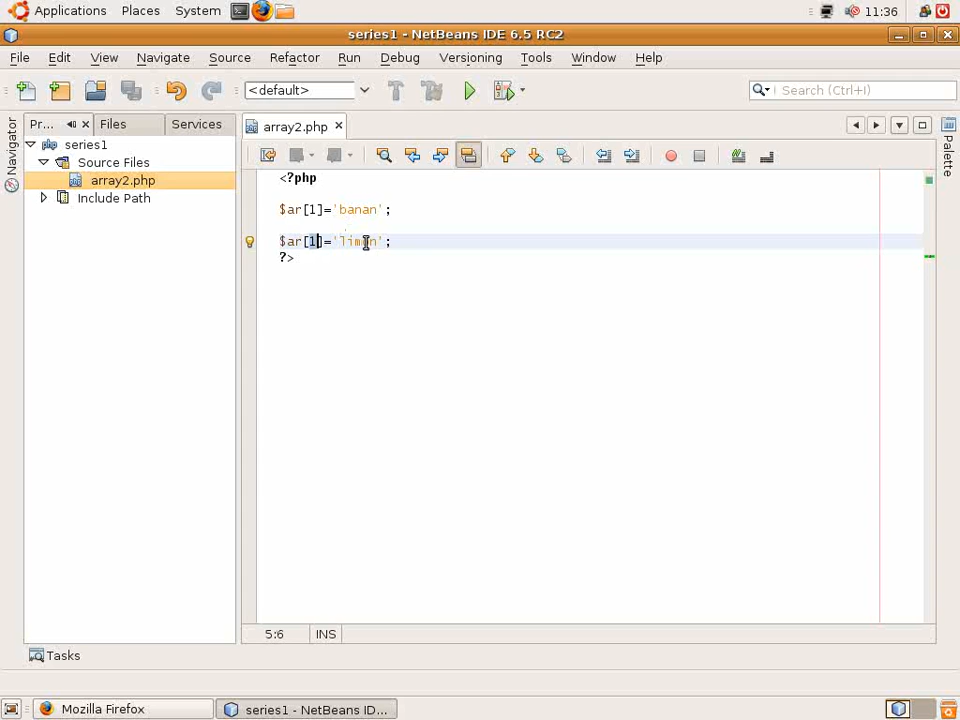 Applications Places System 11:36
series1 - NetBeans IDE 6.5 RC2
File Edit View Navigate Source Refactor Run Debug Versioning Tools Window Help
<default> Search (Ctrl+I)
Navigator
Pr... Files Services
array2.php
Palette
series1
Source Files
array2.php
Include Path
<?php
$ar[1]='banan';
$ar[1]='limon';
?>
5:6 INS
Tasks
Mozilla Firefox series1 - NetBeans ID...